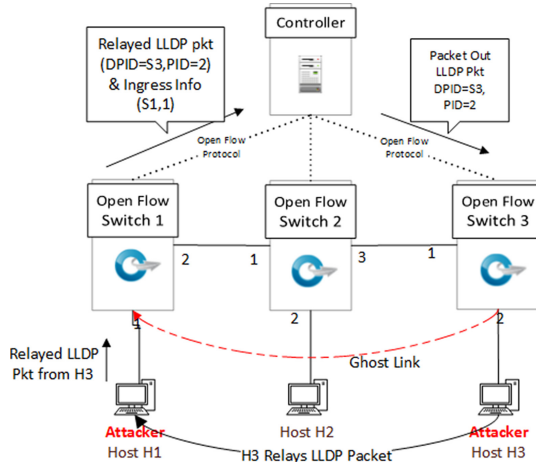 Controller
Relayed LLDP pkt
(DPID=S3,PID=2)
& Ingress Info
(S1,1)
Packet Out
LLDP Pkt
DPID=S3,
PID=2
Open Flow
Protocol
Open Flow
Protocol
Open Flow
Switch 1
Open Flow
Switch 2
Open Flow
Switch 3
2
1
3
1
1
2
2
Relayed LLDP
Pkt from H3
Ghost Link
Attacker
Host H1
Host H2
Attacker
Host H3
H3 Relays LLDP Packet